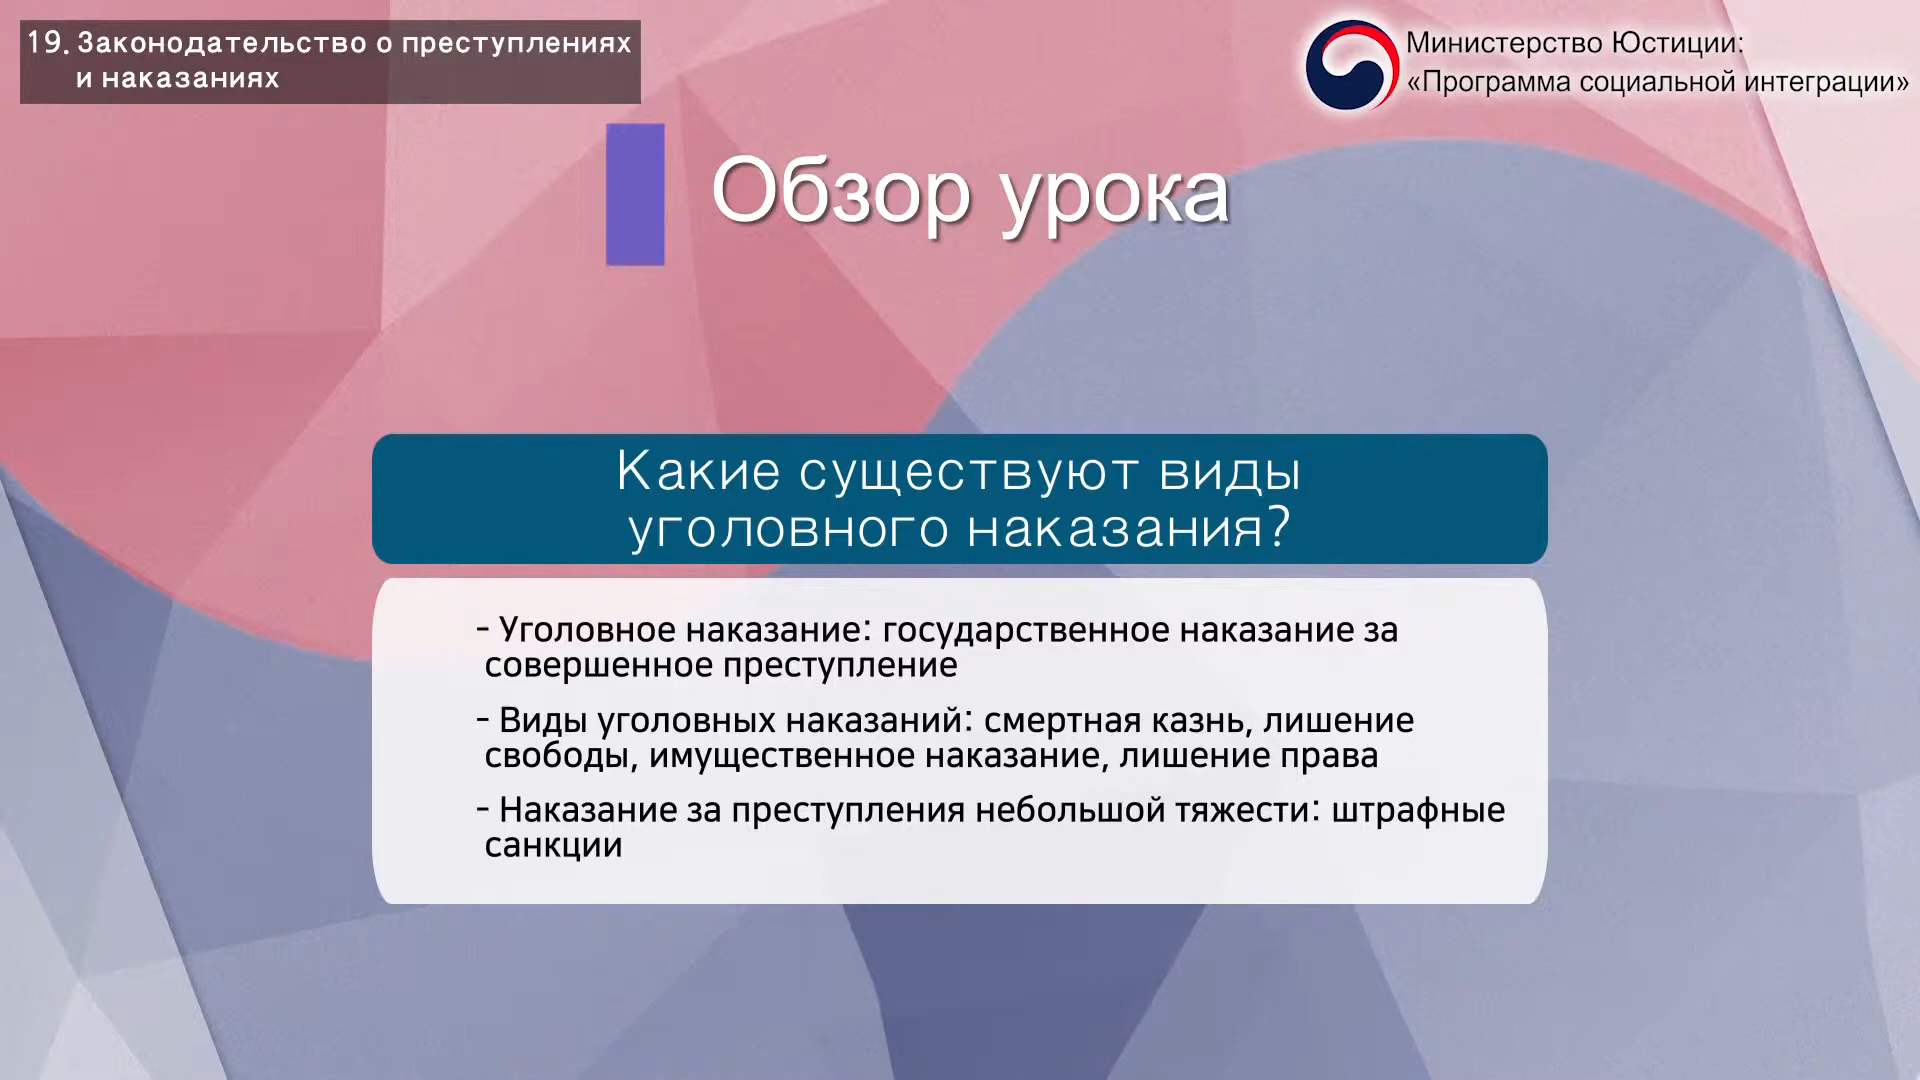 19. Законодательство о преступлениях
и наказаниях
Министерство Юстиции:
«Программа социальной интеграции»
Обзор урока
Какие существуют виды
уголовного наказания?
- Уголовное наказание: государственное наказание за
совершенное преступление
- Виды уголовных наказаний: смертная казнь, лишение
свободы, имущественное наказание, лишение права
- Наказание за преступления небольшой тяжести: штрафные
санкции